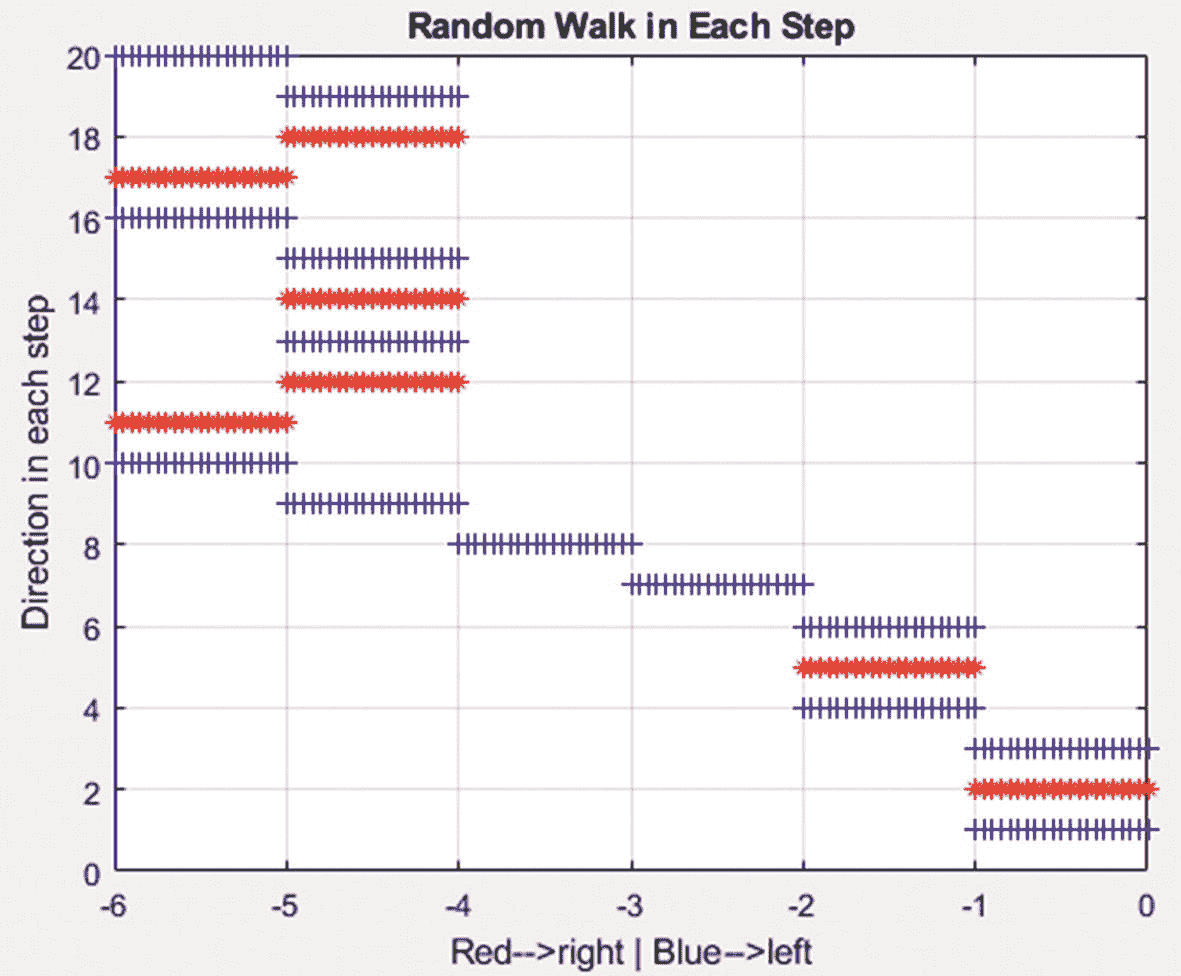 Random Walk in Each Step
20
18
16
14
12
10
8
6
4
2
0
Direction in each step
-6 -5 -4 -3 -2 -1 0
Red-->right | Blue-->left